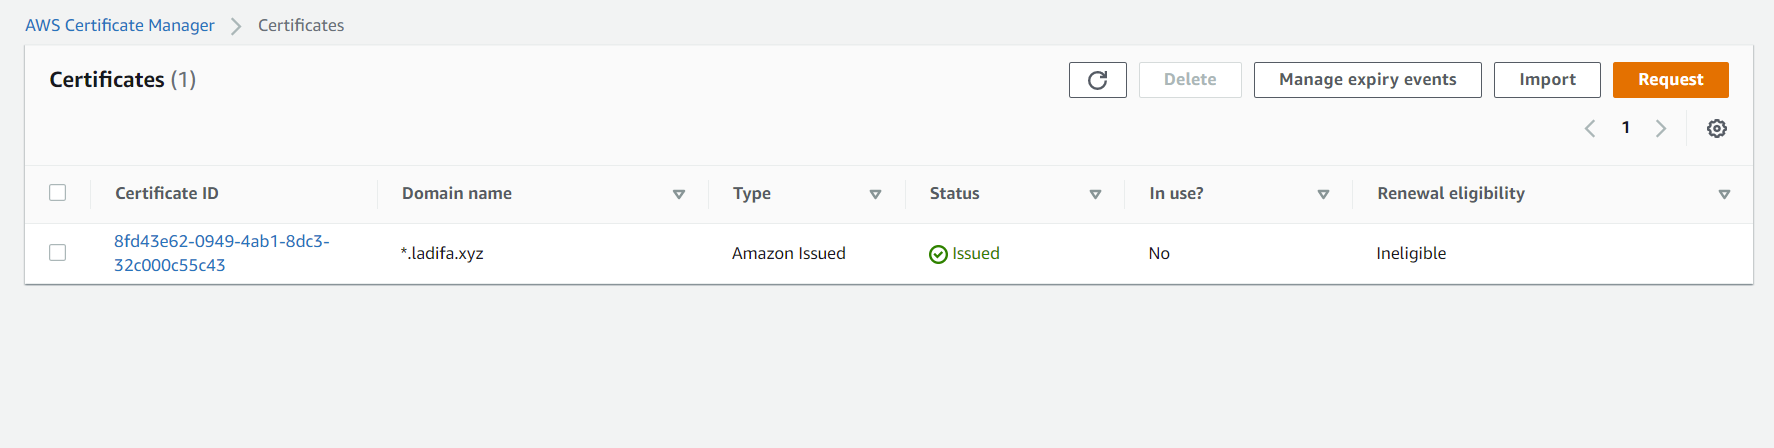 AWS Certificate Manager Certificates
Certificates (1)
Delete Manage expiry events Import Request
1
Certificate ID Domain name Type Status In use? Renewal eligibility
8fd43e62-0949-4ab1-8dc3-
32c000c55c43
*.ladifa.xyz Amazon Issued Issued No Ineligible